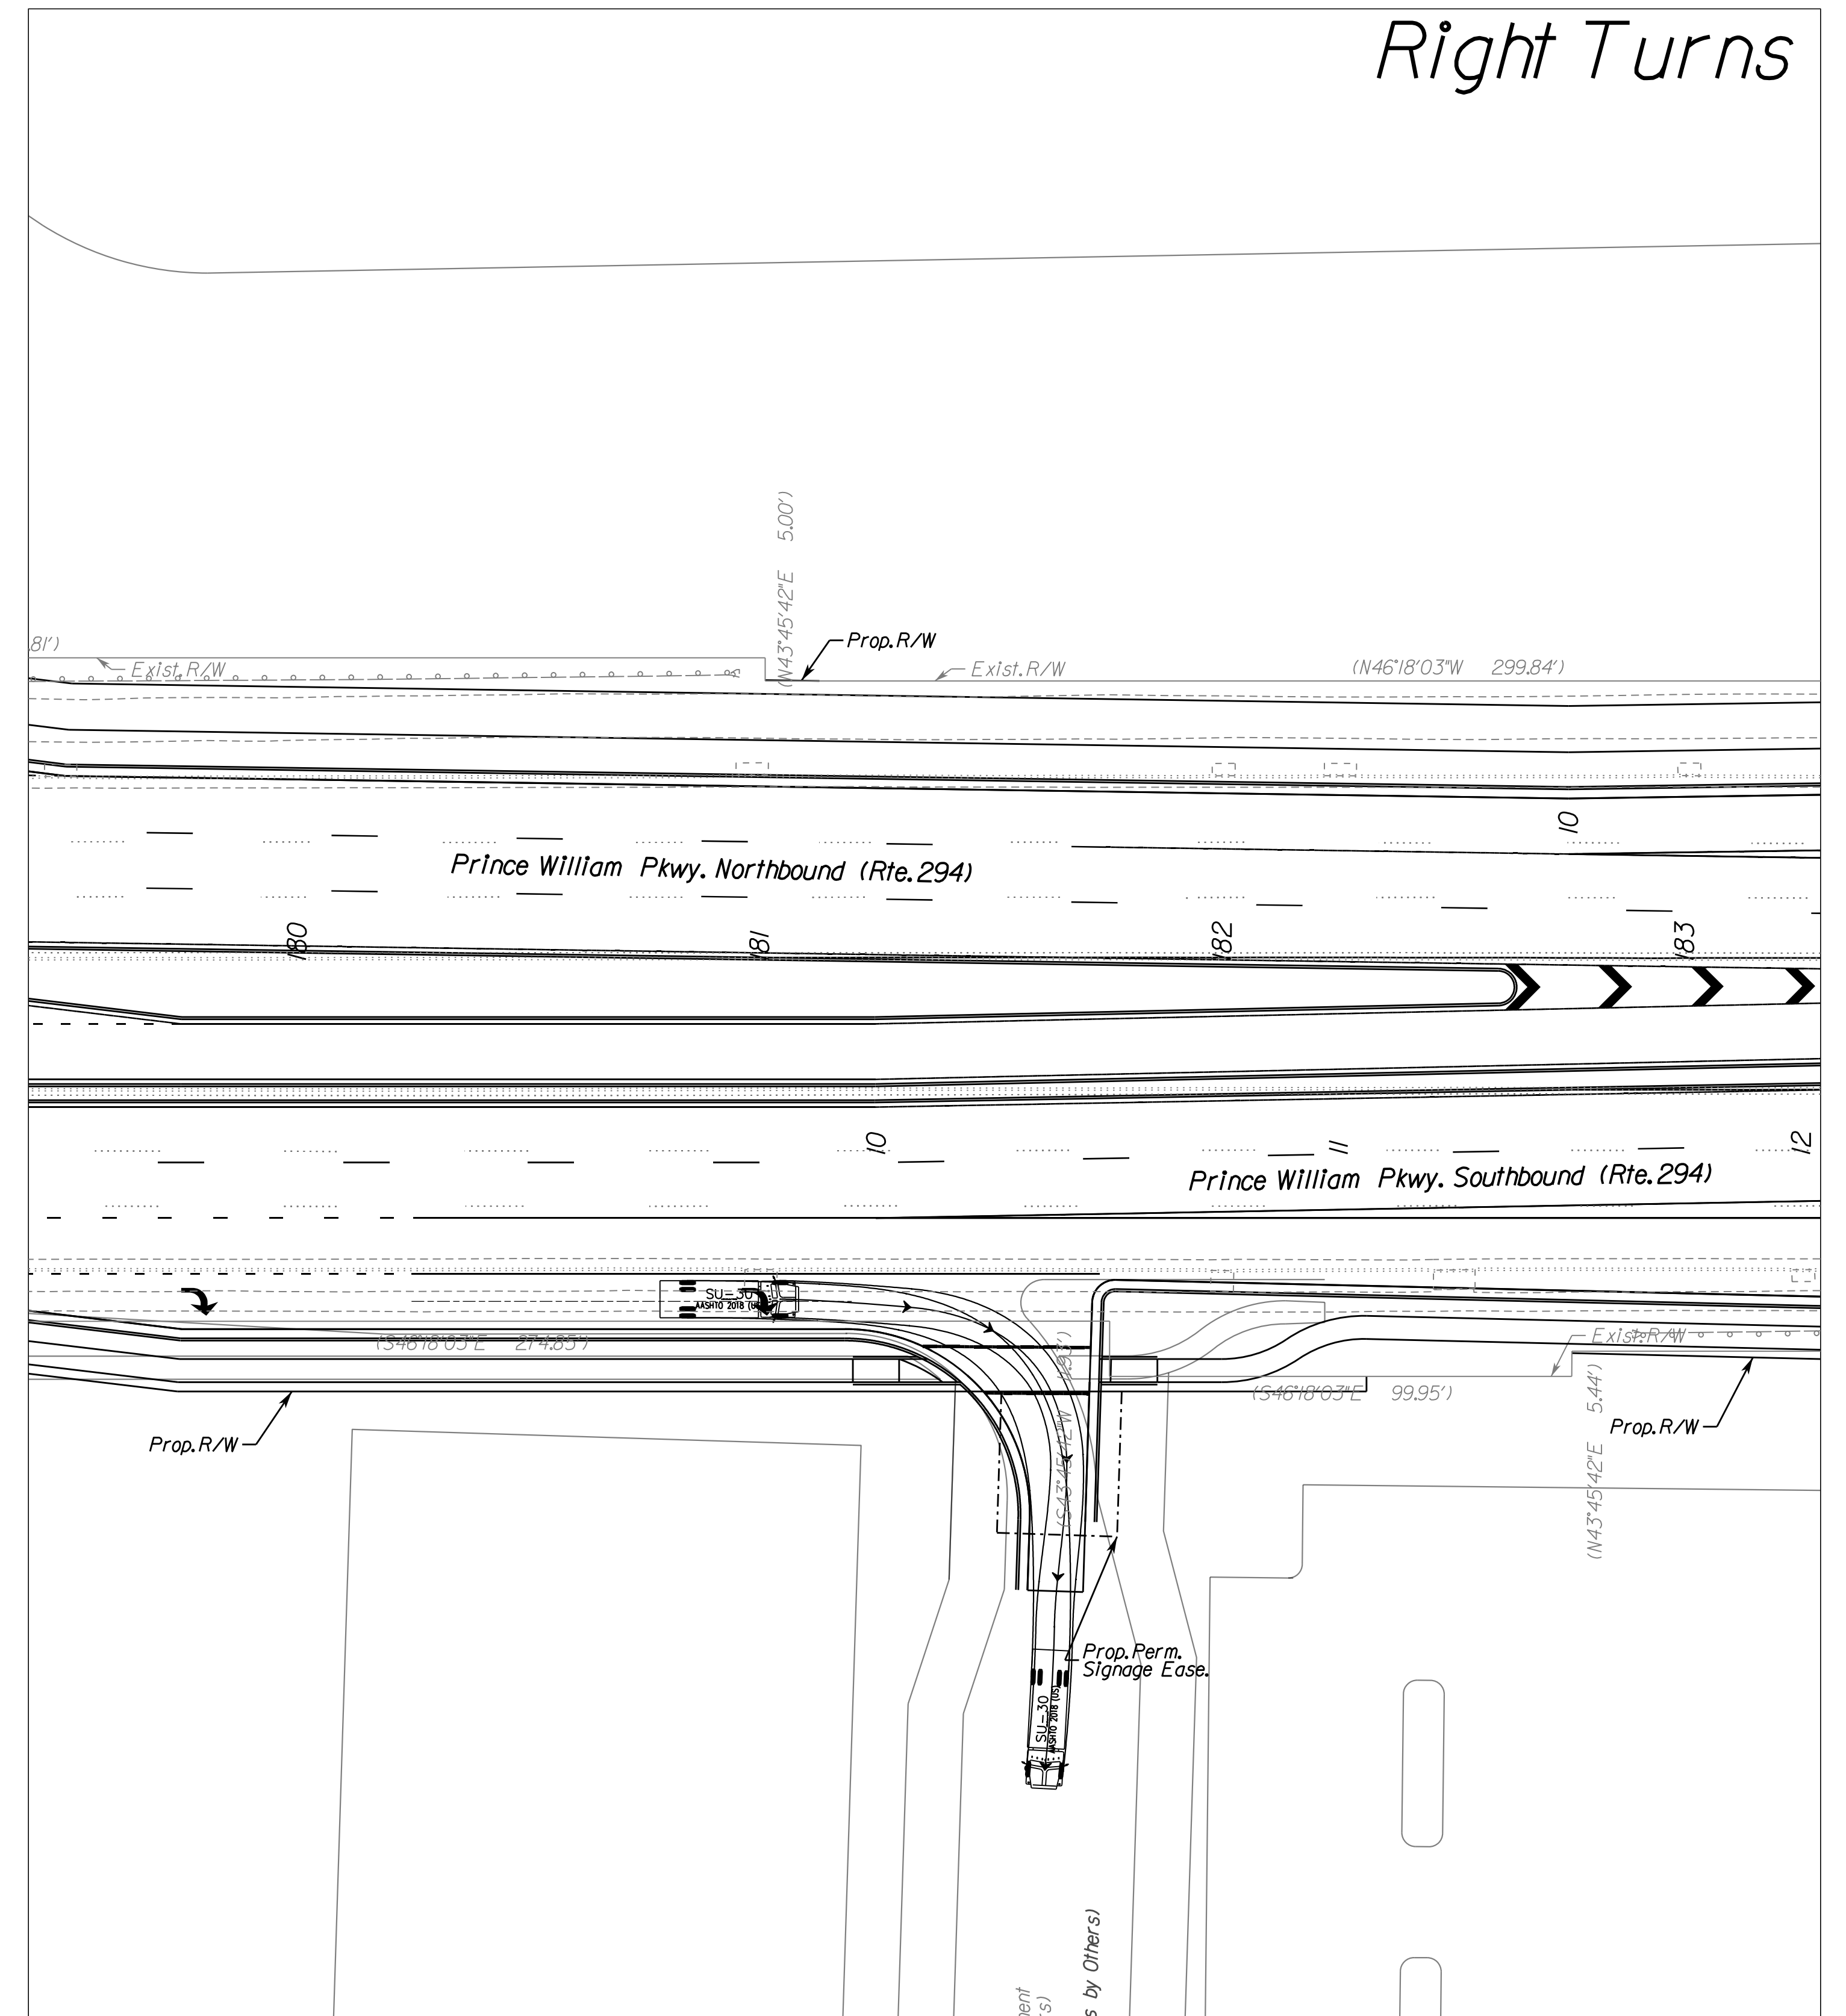 Right Turns
(N43°45'42"E 5.00')
.81')
Exist. R/W
Prop. R/W
Exist. R/W
(N46°18'03"W 299.84')
10
Prince William Pkwy. Northbound (Rte. 294)
180
181
182
183
10
11
12
Prince William Pkwy. Southbound (Rte. 294)
SU-30
AASHTO 2018 (US)
(S46°18'03"E 274.85')
Exist. R/W
(S46°18'03"E 99.95')
Prop. R/W
Prop. R/W
(N43°45'42"E 5.44')
Prop. Perm.
Signage Ease.
SU-30
AASHTO 2018 (US)
s by Others)